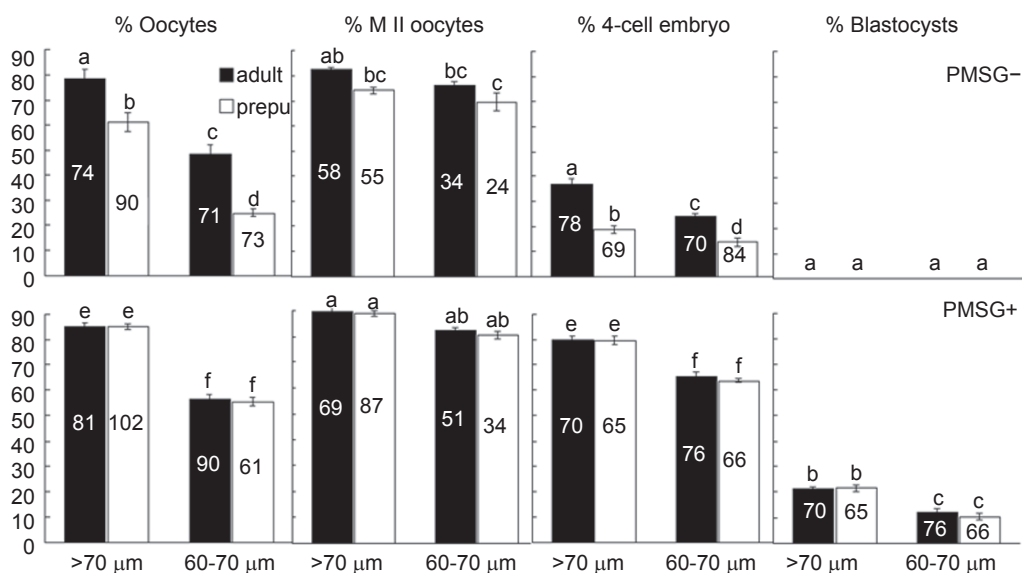 % Oocytes % M II oocytes % 4-cell embryo % Blastocysts
90
80
70
60
50
40
30
20
10
0
adult
prepu
PMSG−
a b c d
74 90 71 73
ab bc bc c
58 55 34 24
a b c d
78 69 70 84
a a a a
90
80
70
60
50
40
30
20
10
0
PMSG+
e e f f
81 102 90 61
a a ab ab
69 87 51 34
e e f f
70 65 76 66
b b c c
70 65 76 66
>70 μm 60-70 μm >70 μm 60-70 μm >70 μm 60-70 μm >70 μm 60-70 μm